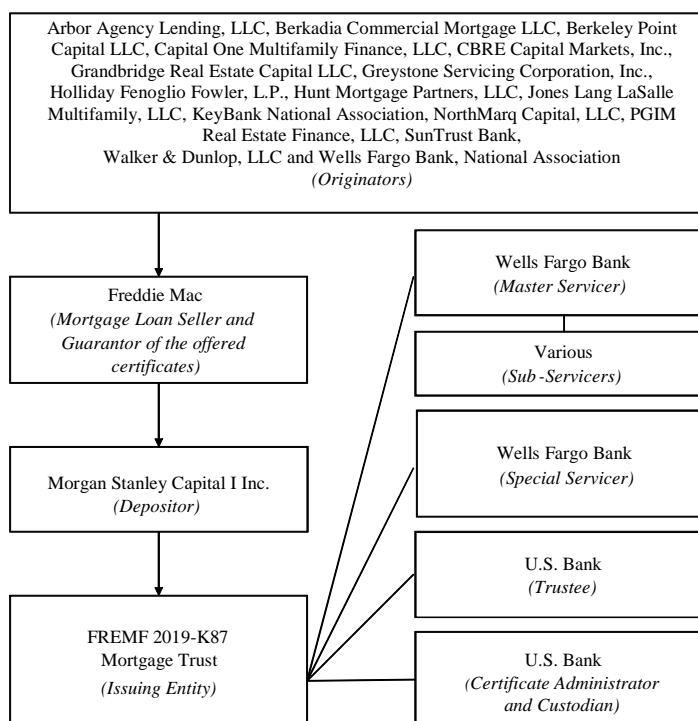 Arbor Agency Lending, LLC, Berkadia Commercial Mortgage LLC, Berkeley Point
Capital LLC, Capital One Multifamily Finance, LLC, CBRE Capital Markets, Inc.,
Grandbridge Real Estate Capital LLC, Greystone Servicing Corporation, Inc.,
Holliday Fenoglio Fowler, L.P., Hunt Mortgage Partners, LLC, Jones Lang LaSalle
Multifamily, LLC, KeyBank National Association, NorthMarq Capital, LLC, PGIM
Real Estate Finance, LLC, SunTrust Bank,
Walker & Dunlop, LLC and Wells Fargo Bank, National Association
(Originators)
Freddie Mac
(Mortgage Loan Seller and
Guarantor of the offered
certificates)
Morgan Stanley Capital I Inc.
(Depositor)
FREMF 2019-K87
Mortgage Trust
(Issuing Entity)
Wells Fargo Bank
(Master Servicer)
Various
(Sub-Servicers)
Wells Fargo Bank
(Special Servicer)
U.S. Bank
(Trustee)
U.S. Bank
(Certificate Administrator
and Custodian)